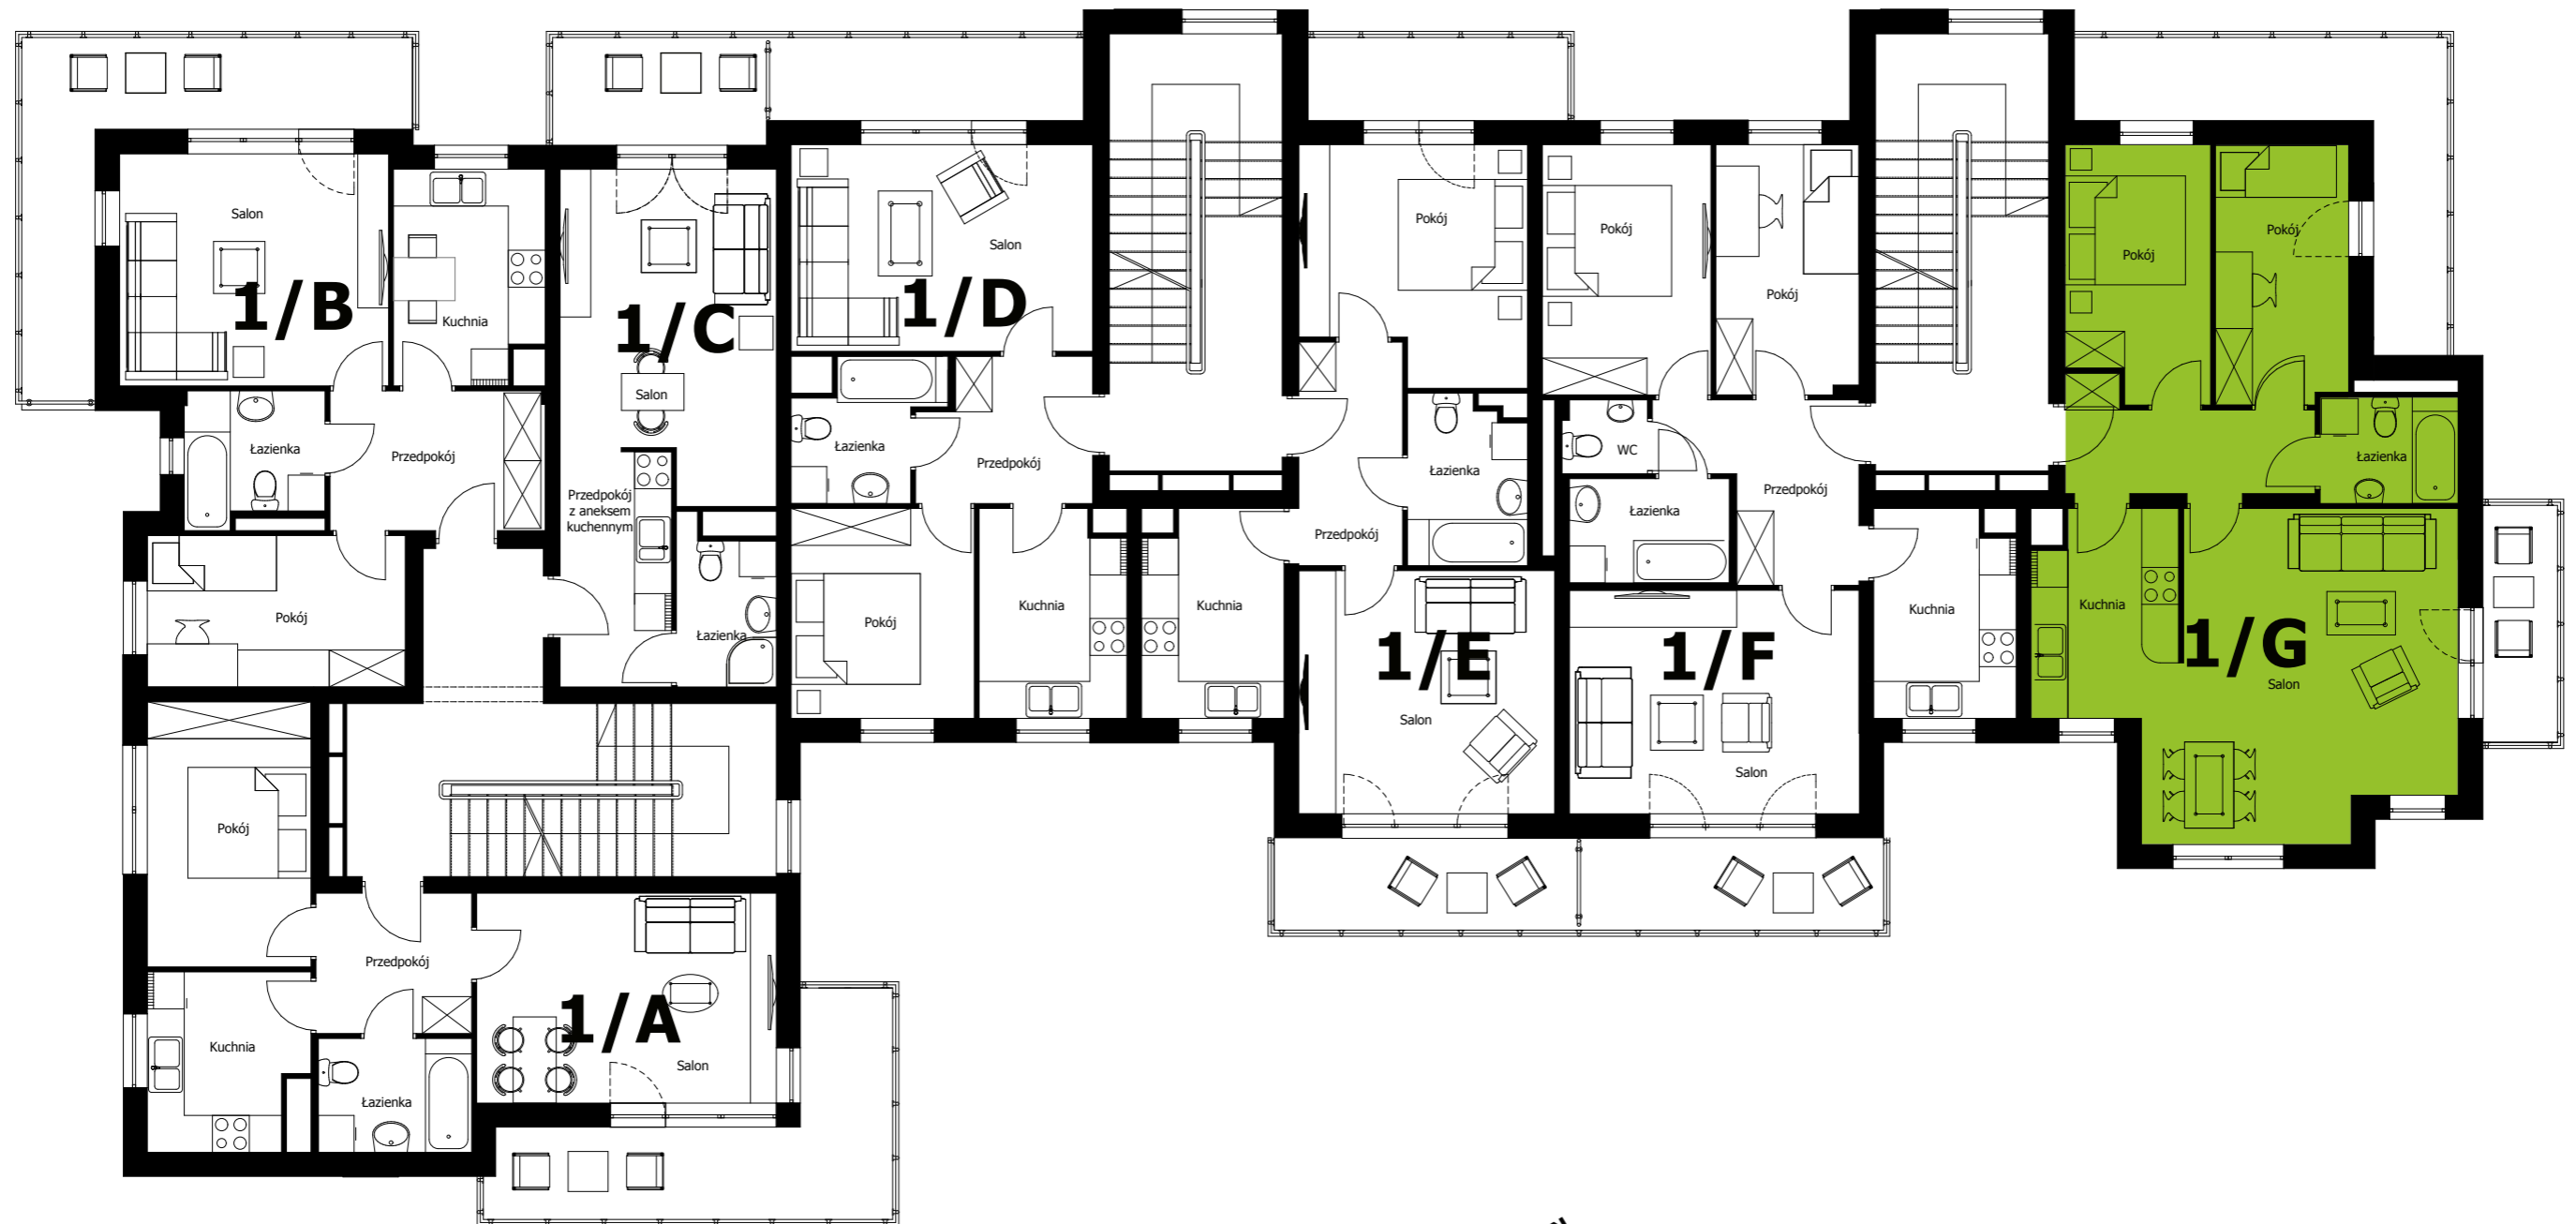 Salon
1/B
Kuchnia
Łazienka
Przedpokój
Pokój
Salon
1/C
Przedpokój
z aneksem
kuchennym
Łazienka
Salon
1/D
Łazienka
Przedpokój
Pokój
Kuchnia
Pokój
Łazienka
Przedpokój
Kuchnia
1/E
Salon
Pokój
Pokój
WC
Łazienka
Przedpokój
Kuchnia
1/F
Salon
Pokój
Pokój
Łazienka
Kuchnia
1/G
Salon
Pokój
Przedpokój
Kuchnia
Łazienka
1/A
Salon